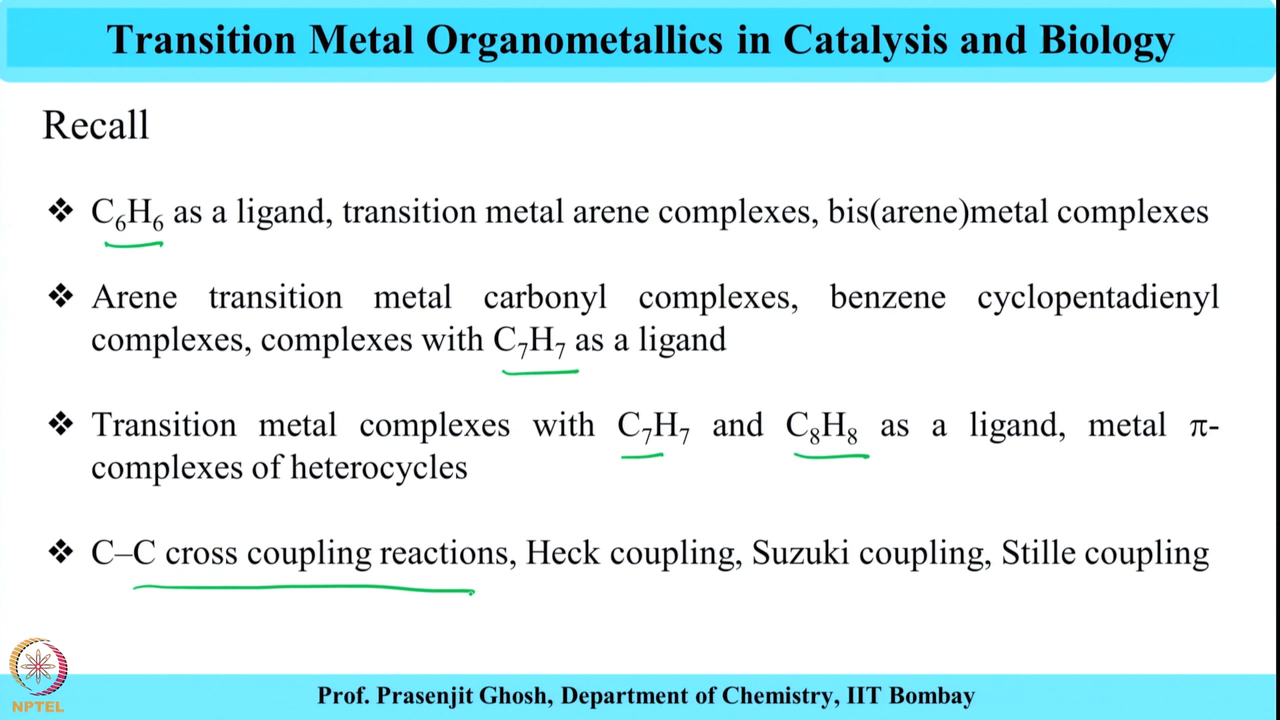 Transition Metal Organometallics in Catalysis and Biology
Recall
❖ C₆H₆ as a ligand, transition metal arene complexes, bis(arene)metal complexes
❖ Arene transition metal carbonyl complexes, benzene cyclopentadienyl
complexes, complexes with C₇H₇ as a ligand
❖ Transition metal complexes with C₇H₇ and C₈H₈ as a ligand, metal π-
complexes of heterocycles
❖ C–C cross coupling reactions, Heck coupling, Suzuki coupling, Stille coupling
NPTEL
Prof. Prasenjit Ghosh, Department of Chemistry, IIT Bombay